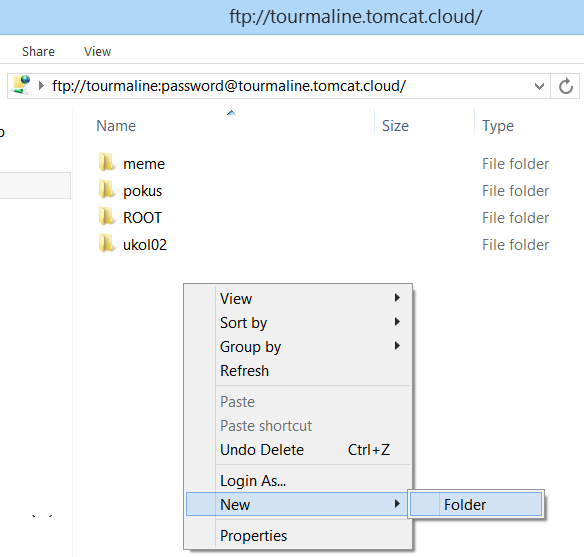 ftp://tourmaline.tomcat.cloud/
Share View
ftp://tourmaline:password@tourmaline.tomcat.cloud/
Name Size Type
meme File folder
pokus File folder
ROOT File folder
ukol02 File folder
View
Sort by
Group by
Refresh
Paste
Paste shortcut
Undo Delete Ctrl+Z
Login As...
New Folder
Properties